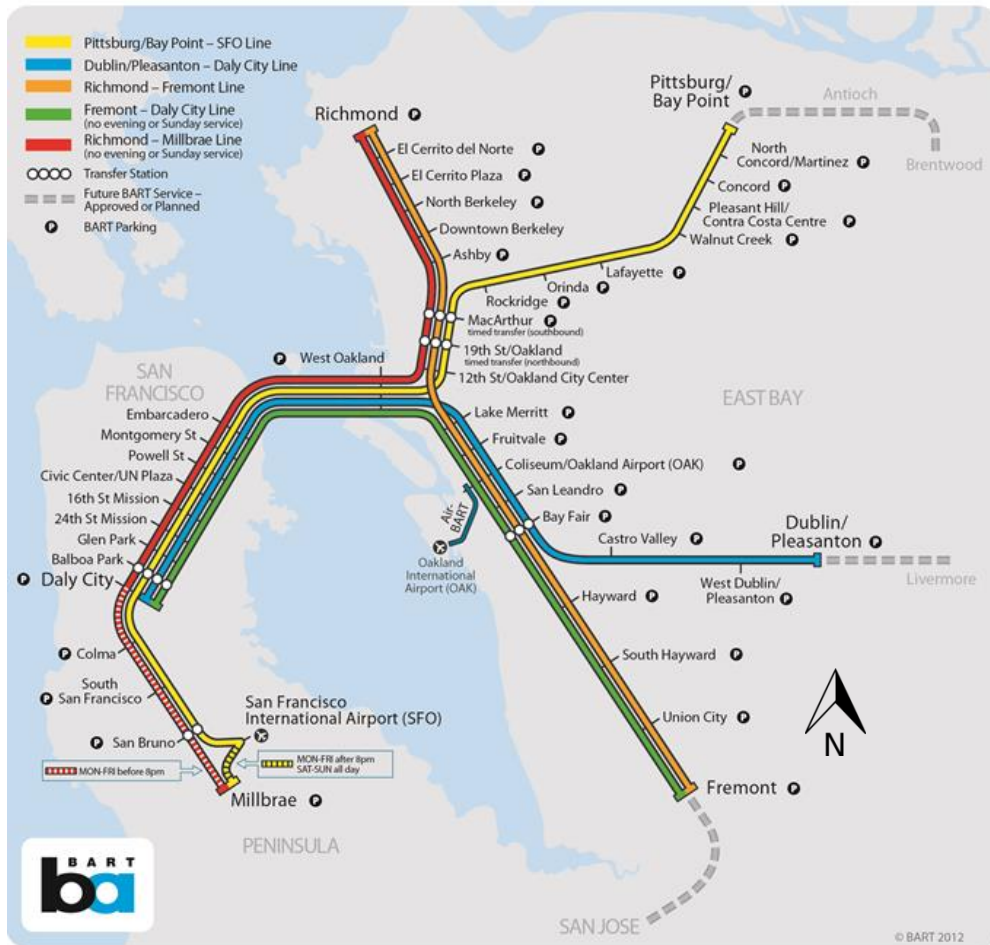 Pittsburg/Bay Point – SFO Line
Dublin/Pleasanton – Daly City Line
Richmond – Fremont Line
Fremont – Daly City Line
(no evening or Sunday service)
Richmond – Millbrae Line
(no evening or Sunday service)
Transfer Station
Future BART Service –
Approved or Planned
P BART Parking
Richmond P
El Cerrito del Norte P
El Cerrito Plaza P
North Berkeley P
Downtown Berkeley
Ashby P
Pittsburg/
Bay Point P
Antioch
Brentwood
North
Concord/Martinez P
Concord P
Pleasant Hill/
Contra Costa Centre P
Walnut Creek P
Lafayette P
Orinda P
Rockridge P
MacArthur P
timed transfer (southbound)
19th St/Oakland
timed transfer (northbound)
12th St/Oakland City Center
P West Oakland
SAN
FRANCISCO
EAST BAY
Embarcadero
Montgomery St
Powell St
Civic Center/UN Plaza
16th St Mission
24th St Mission
Glen Park
Balboa Park
P Daly City
Lake Merritt P
Fruitvale P
Coliseum/Oakland Airport (OAK) P
San Leandro P
Bay Fair P
Air-
BART
Oakland
International
Airport (OAK)
Castro Valley P
Dublin/
Pleasanton P
West Dublin/
Pleasanton P
Livermore
Hayward P
South Hayward P
Union City P
Fremont P
P Colma
South
P San Francisco
San Francisco
International Airport (SFO)
P San Bruno
MON-FRI before 8pm
MON-FRI after 8pm
SAT-SUN all day
Millbrae P
PENINSULA
N
SAN JOSE
BART
ba
© BART 2012